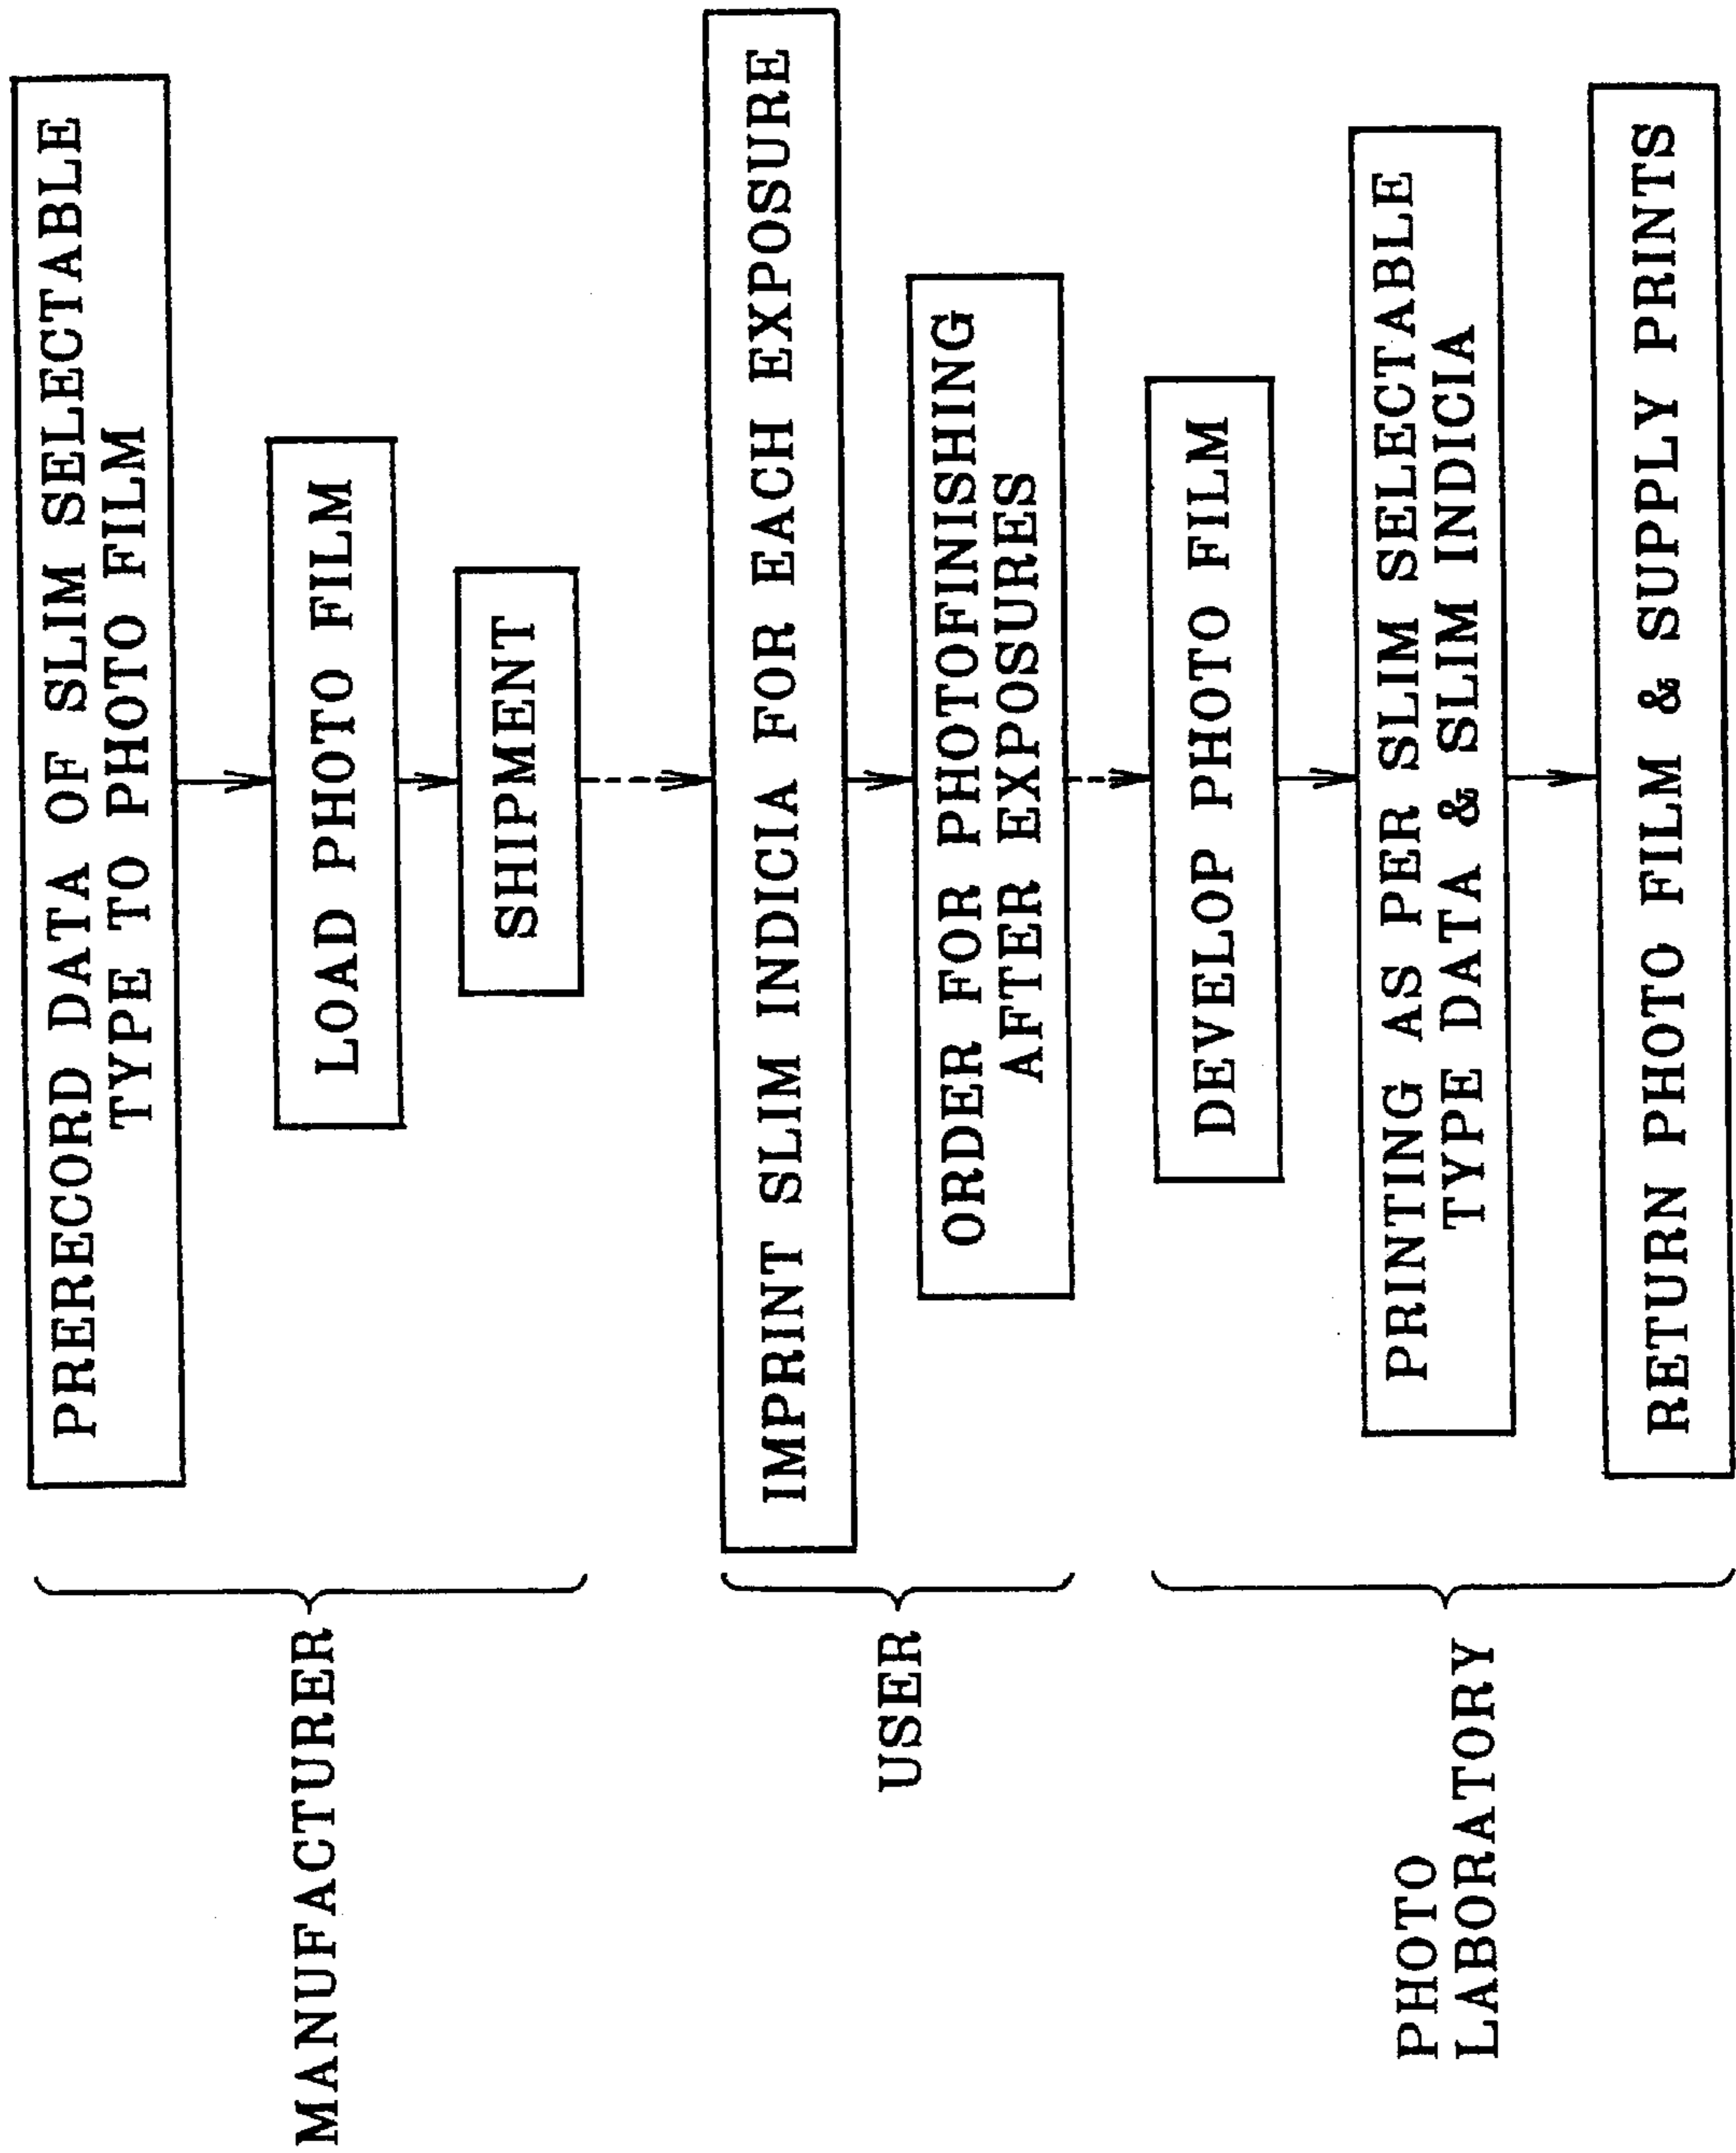 MANUFACTURER
PRERECORD DATA OF SLIM SELECTABLE
TYPE TO PHOTO FILM
LOAD PHOTO FILM
SHIPMENT
USER
IMPRINT SLIM INDICIA FOR EACH EXPOSURE
ORDER FOR PHOTOFINISHING
AFTER EXPOSURES
PHOTO
LABORATORY
DEVELOP PHOTO FILM
PRINTING AS PER SLIM SELECTABLE
TYPE DATA & SLIM INDICIA
RETURN PHOTO FILM & SUPPLY PRINTS